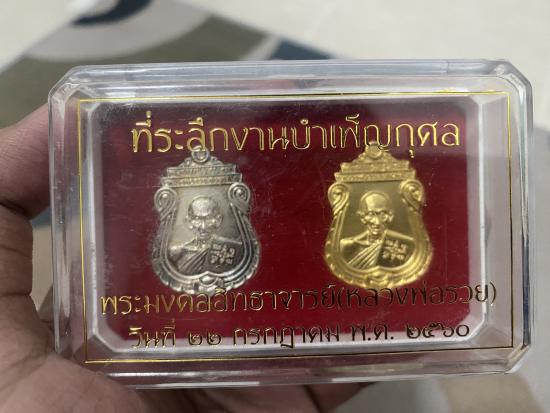 ที่ระลึกงานบำเพ็ญกุศล
พระมงคลสิทธาจารย์(หลวงพ่อรวย)
วันที่ ๒๒ กรกฎาคม พ.ศ. ๒๕๖๐